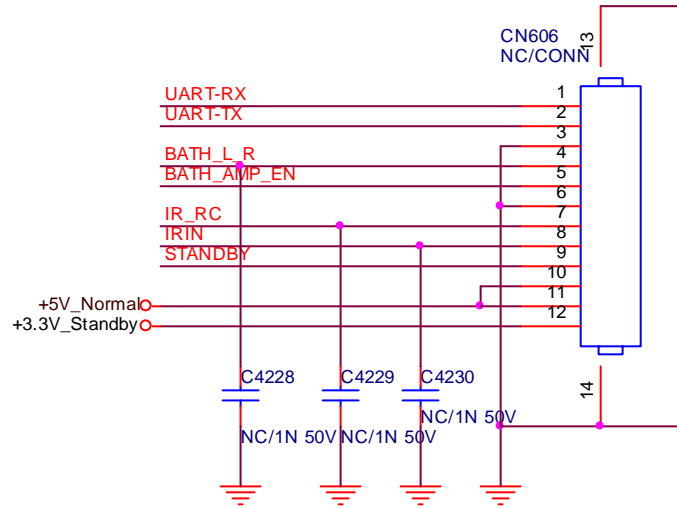 CN606
NC/CONN
13
UART-RX
1
UART-TX
2
3
BATH_L_R
4
BATH_AMP_EN
5
6
IR_RC
7
IRIN
8
STANDBY
9
10
+5V_Normal
11
+3.3V_Standby
12
C4228
C4229
C4230
14
NC/1N 50V
NC/1N 50V
NC/1N 50V